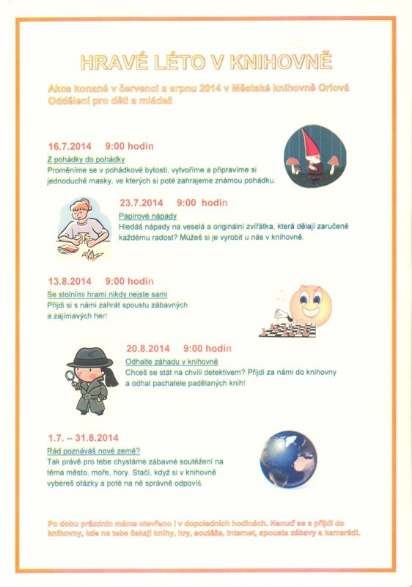 HRAVÉ LÉTO V KNIHOVNĚ
Akce konané v červenci a srpnu 2014 v Městské knihovně Orlová
Oddělení pro děti a mládež
16.7.2014 9:00 hodin
Z pohádky do pohádky
Proměníme se v pohádkové bytosti, vytvoříme a připravíme si
jednoduché masky, ve kterých si poté zahrajeme známou pohádku.
23.7.2014 9:00 hodin
Papírové nápady
Hledáš nápady na veselá a originální zvířátka, která dělají zaručeně
každému radost? Můžeš si je vyrobit u nás v knihovně.
13.8.2014 9:00 hodin
Se stolními hrami nikdy nejste sami
Přijdi si s námi zahrát spoustu zábavných
a zajímavých her!
20.8.2014 9:00 hodin
Odhalte záhadu v knihovně
Chceš se stát na chvíli detektivem? Přijdi za námi do knihovny
a odhal pachatele padělaných knih!
1.7. – 31.8.2014
Rád poznáváš nové země?
Tak právě pro tebe chystáme zábavné soutěžení na
téma město, moře, hory. Stačí, když si v knihovně
vybereš otázky a poté na ně správně odpovíš.
Po dobu prázdnin máme otevřeno i v dopoledních hodinách. Nenuď se a přijdi do
knihovny, kde na tebe čekají knihy, hry, soutěže, internet, spousta zábavy a kamarádi.